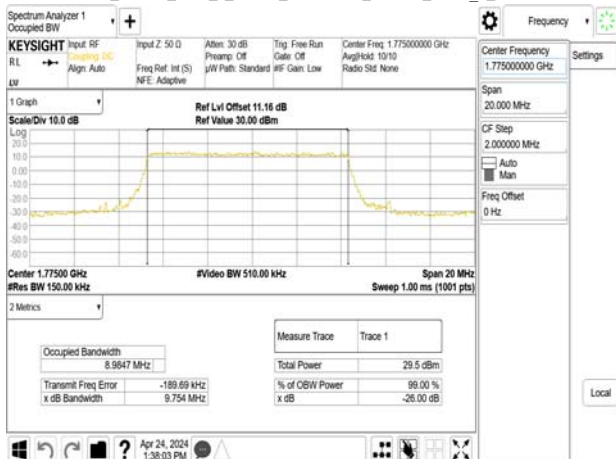 Spectrum Analyzer 1
Occupied BW
Frequency
KEYSIGHT
Input: RF
Coupling: DC
Align: Auto
Input Z: 50 Ω
Freq Ref: Int (S)
NFE: Adaptive
Atten: 30 dB
Preamp: Off
µW Path: Standard
Trig: Free Run
Gate: Off
#IF Gain: Low
Center Freq: 1.775000000 GHz
Avg|Hold: 10/10
Radio Std: None
RL
LV
Center Frequency
1.775000000 GHz
Settings
Span
20.000 MHz
CF Step
2.000000 MHz
Auto
Man
Freq Offset
0 Hz
Local
1 Graph
Scale/Div 10.0 dB
Ref Lvl Offset 11.16 dB
Ref Value 30.00 dBm
Log
20.0
10.0
0.00
-10.0
-20.0
-30.0
-40.0
-50.0
-60.0
Center 1.77500 GHz
#Res BW 150.00 kHz
#Video BW 510.00 kHz
Span 20 MHz
Sweep 1.00 ms (1001 pts)
2 Metrics
Measure Trace Trace 1
Occupied Bandwidth
8.9847 MHz
Total Power 29.5 dBm
Transmit Freq Error -189.69 kHz
% of OBW Power 99.00 %
x dB Bandwidth 9.754 MHz
x dB -26.00 dB
Apr 24, 2024
1:38:03 PM